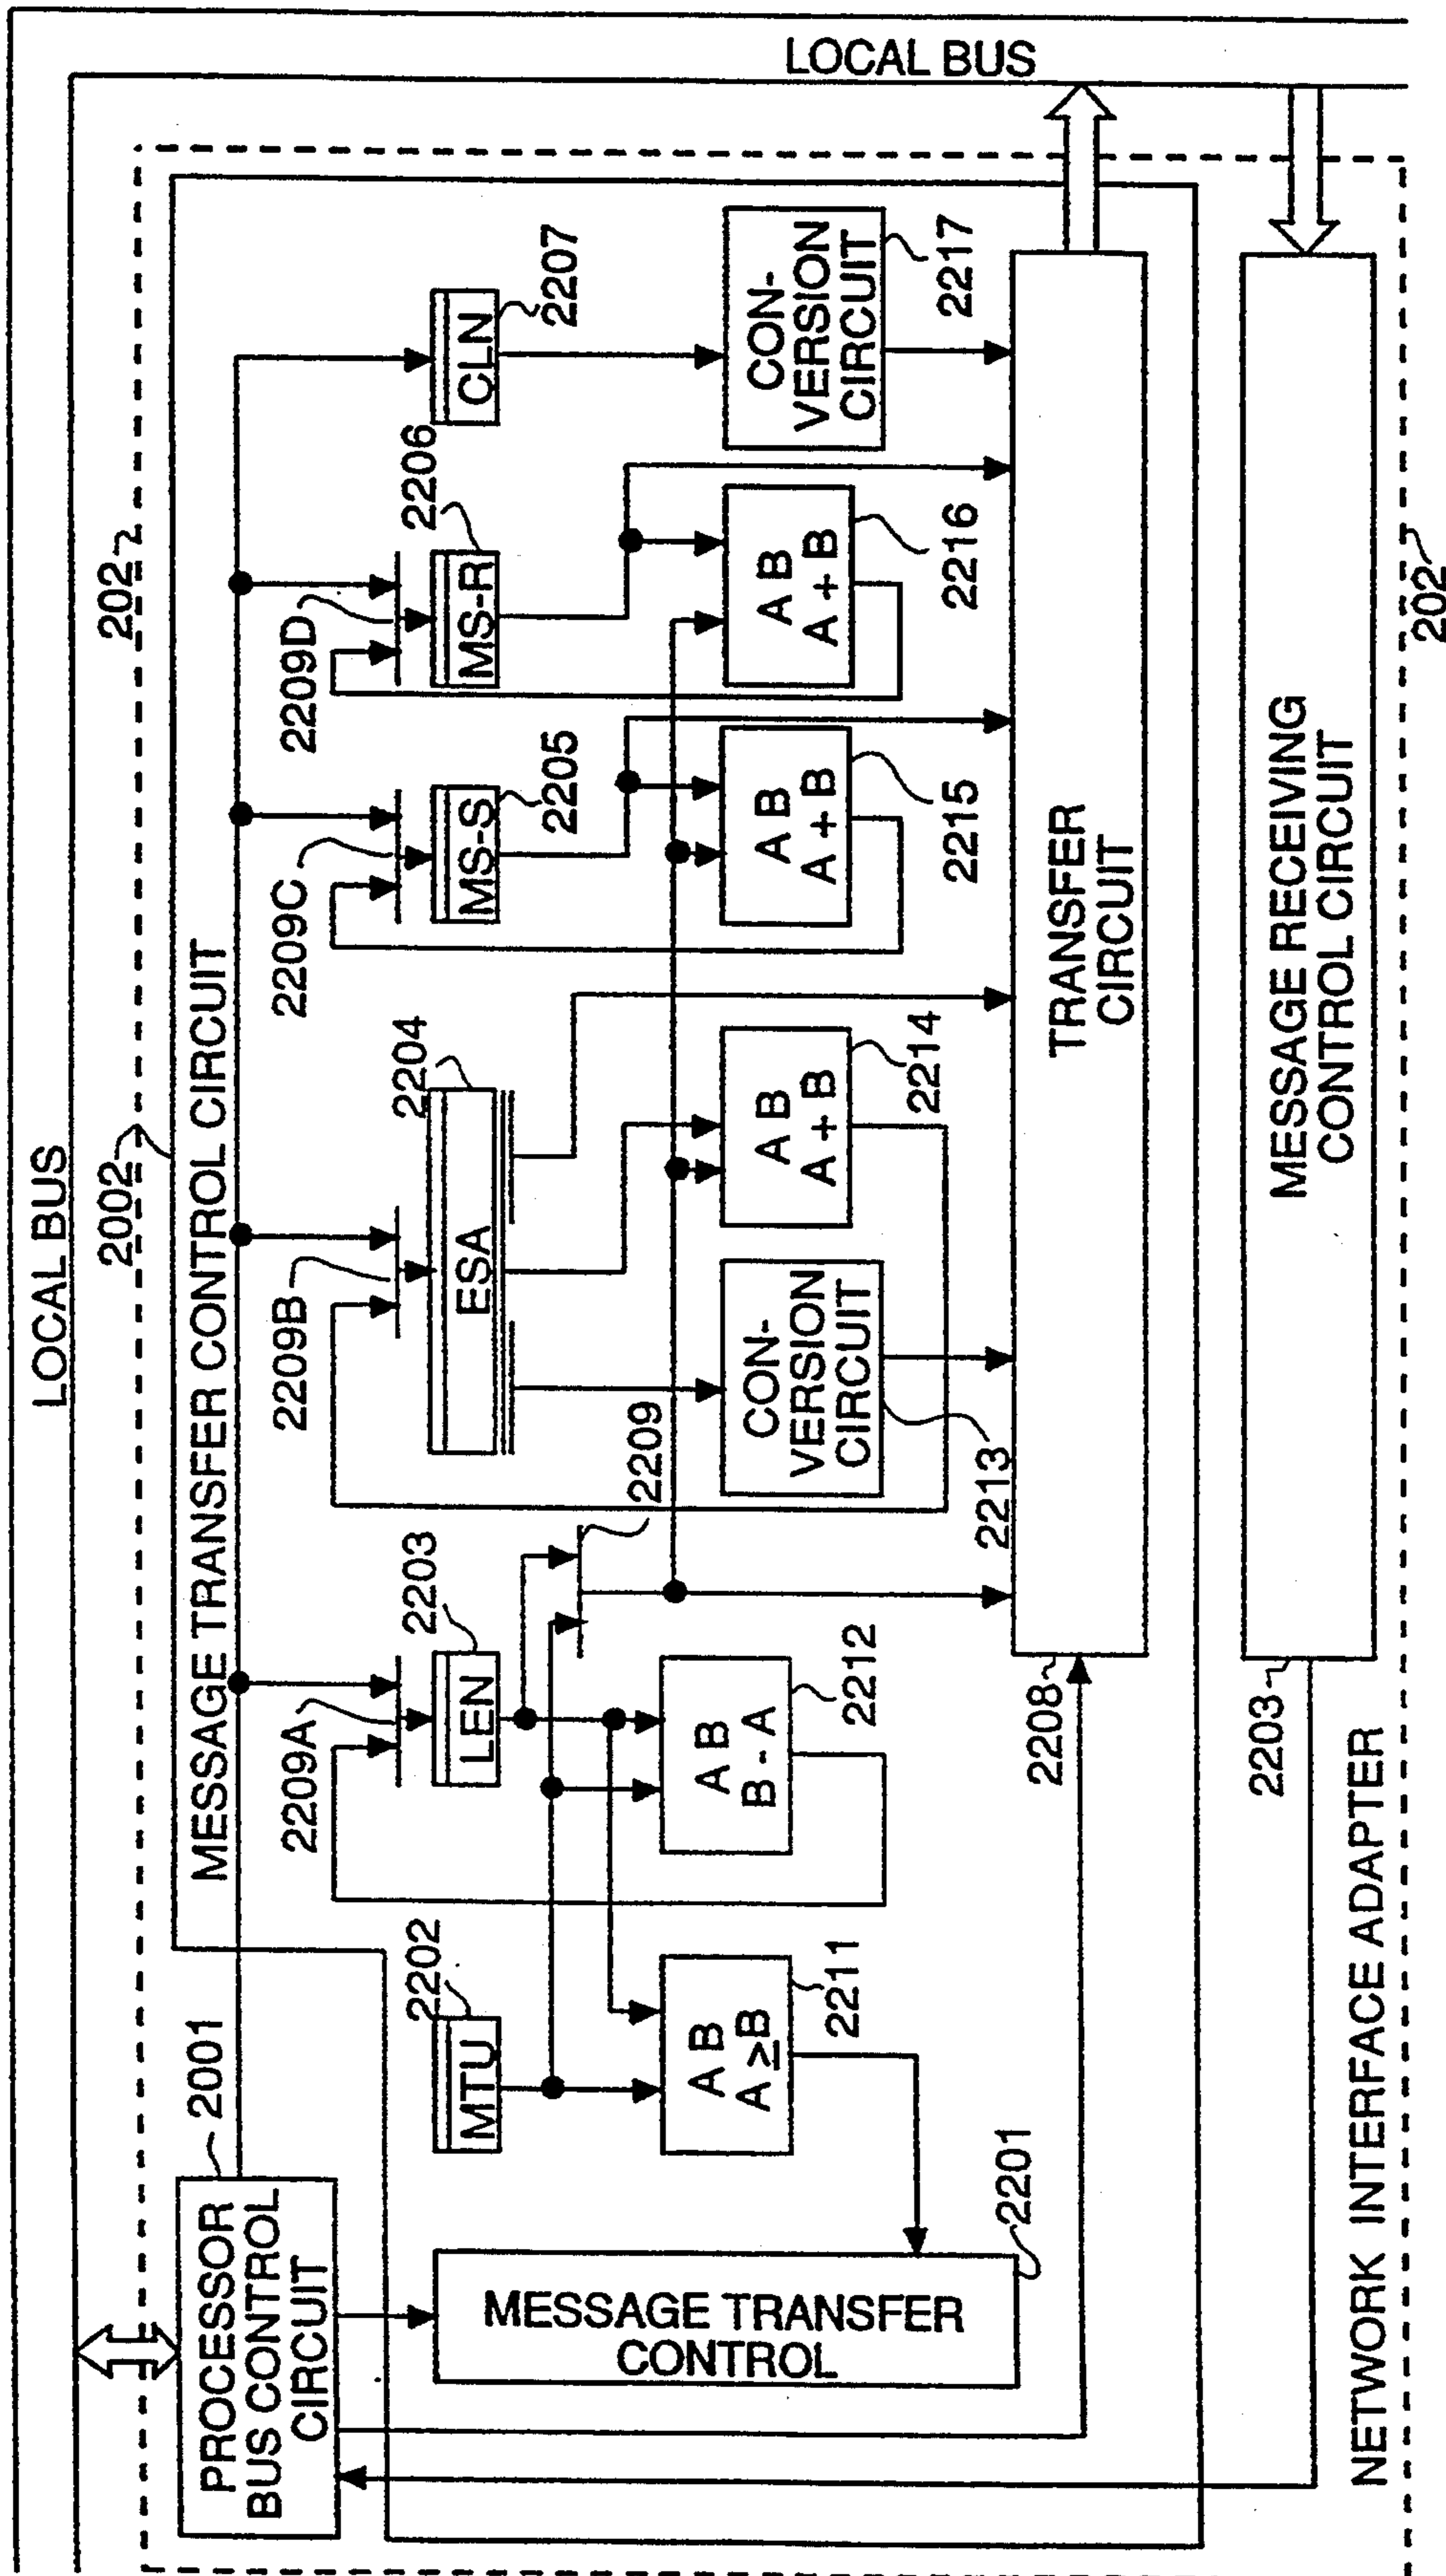 LOCAL BUS
LOCAL BUS
202
2002
2001
PROCESSOR
BUS CONTROL
CIRCUIT
MESSAGE TRANSFER CONTROL CIRCUIT
2209A
2209B
2209C
2209D
2202
MTU
2203
LEN
2204
ESA
2205
MS-S
2206
MS-R
2207
CLN
2209
MESSAGE TRANSFER
CONTROL
2201
A B
A ≥ B
2211
A B
B - A
2212
CON-
VERSION
CIRCUIT
2213
A B
A + B
2214
A B
A + B
2215
A B
A + B
2216
CON-
VERSION
CIRCUIT
2217
2208
TRANSFER
CIRCUIT
2203
MESSAGE RECEIVING
CONTROL CIRCUIT
NETWORK INTERFACE ADAPTER
202